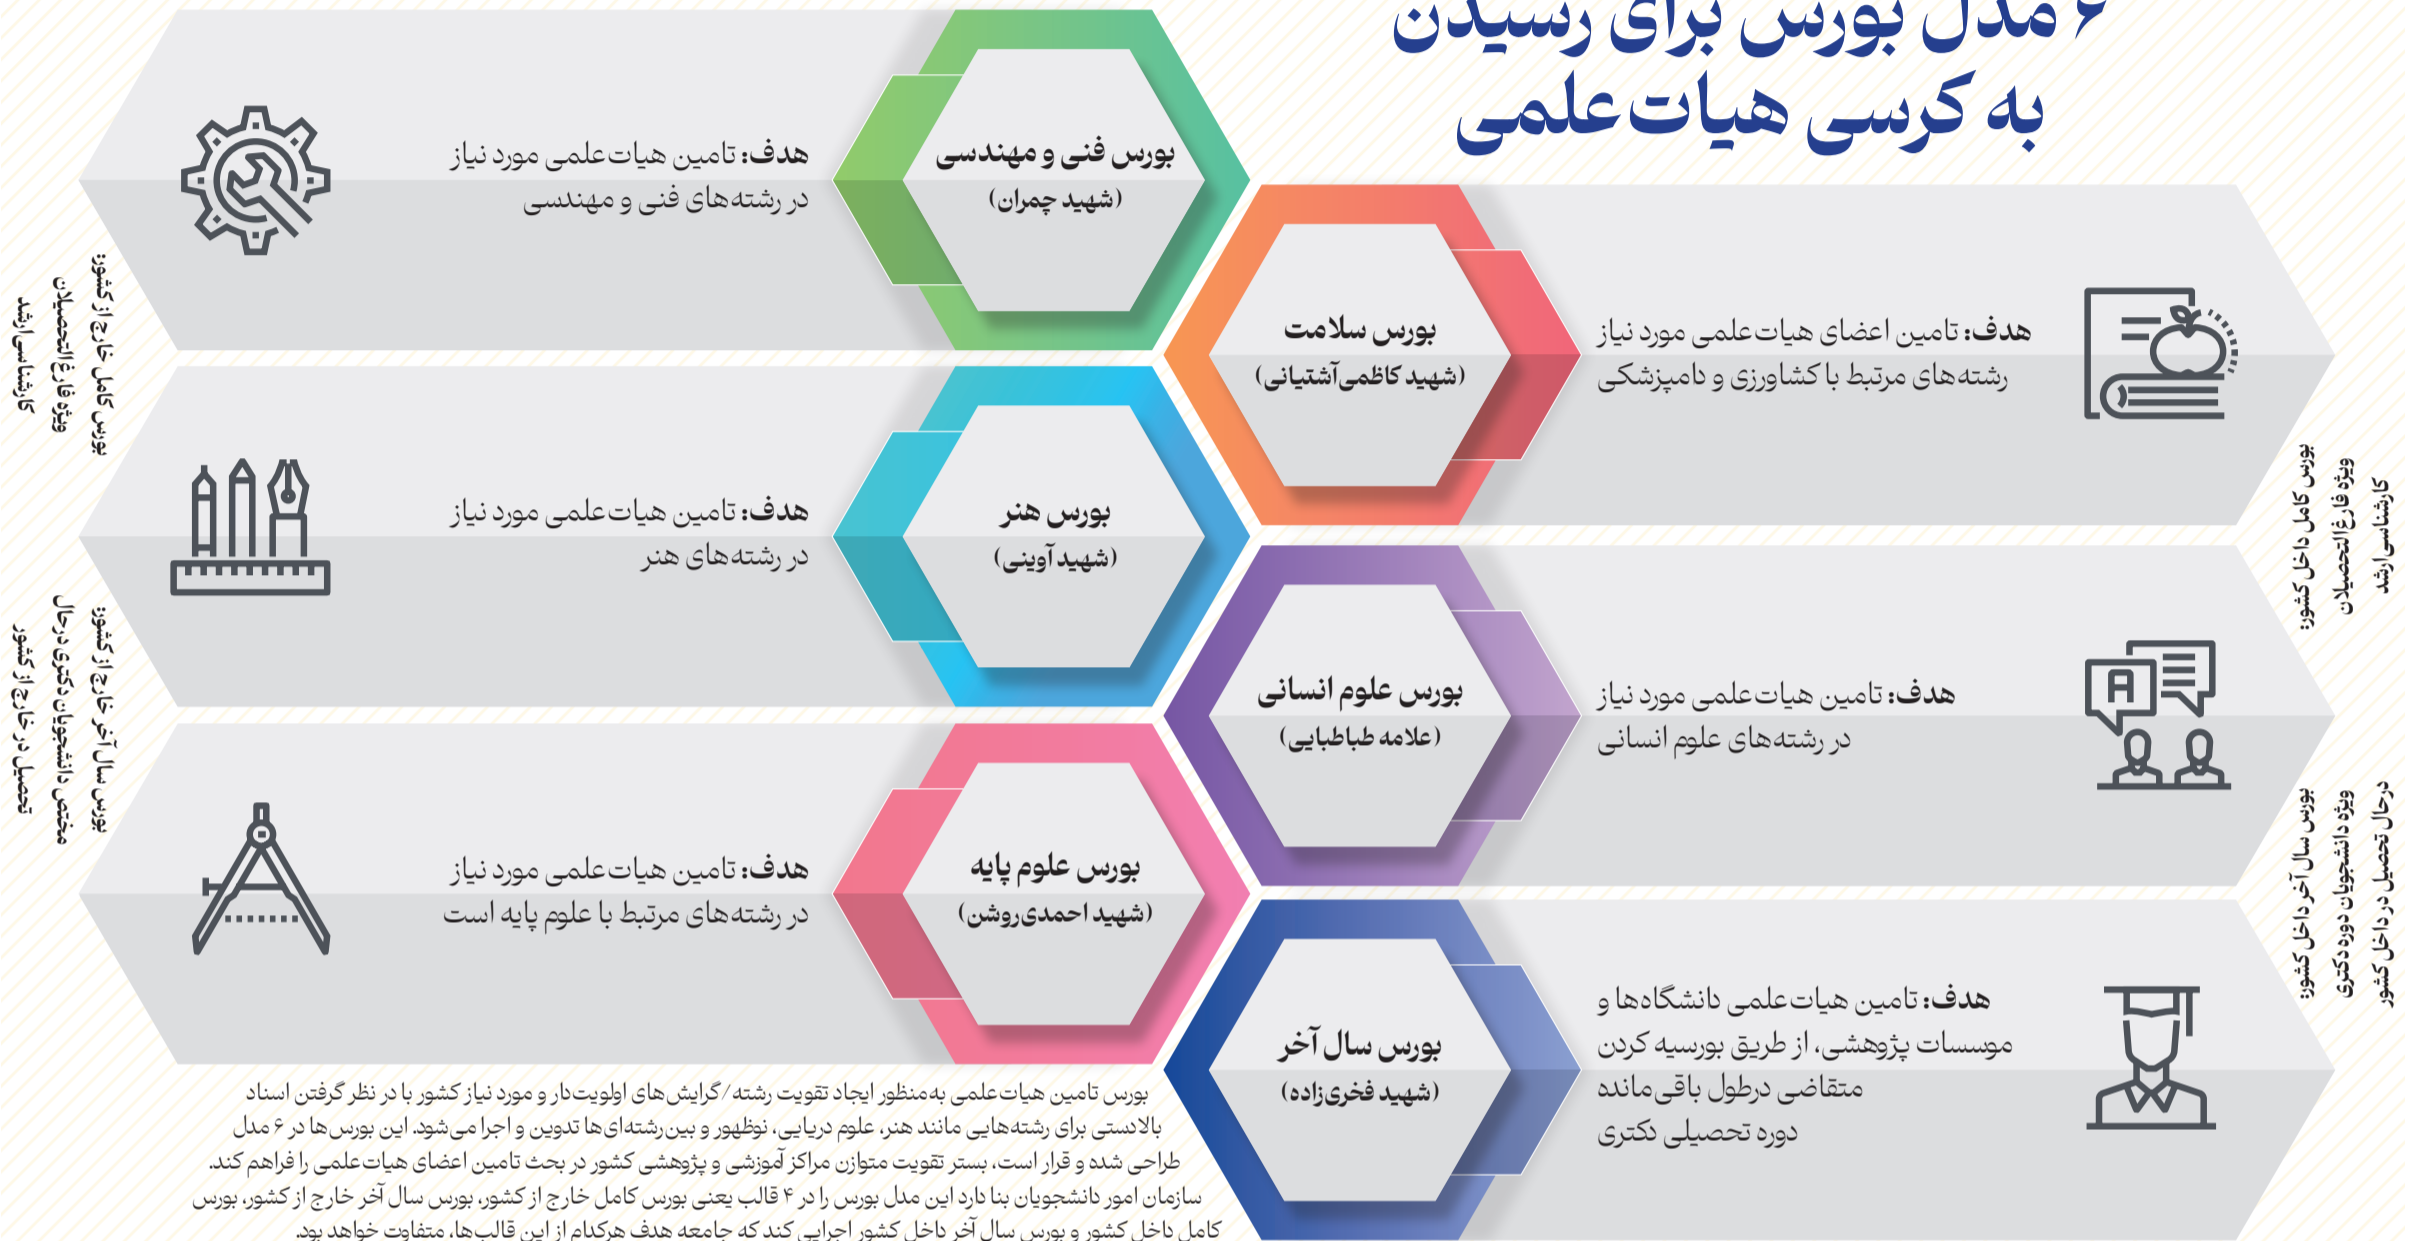 ۶ مدل بورس برای رسیدن
به کرسی هیات‌علمی
بورس فنی و مهندسی
(شهید چمران)
هدف: تامین هیات‌علمی مورد نیاز
در رشته‌های فنی و مهندسی
بورس سلامت
(شهید کاظمی‌آشتیانی)
هدف: تامین اعضای هیات‌علمی مورد نیاز
رشته‌های مرتبط با کشاورزی و دامپزشکی
بورس هنر
(شهید آوینی)
هدف: تامین هیات‌علمی مورد نیاز
در رشته‌های هنر
بورس علوم انسانی
(علامه طباطبایی)
هدف: تامین هیات‌علمی مورد نیاز
در رشته‌های علوم انسانی
بورس علوم پایه
(شهید احمدی‌روشن)
هدف: تامین هیات‌علمی مورد نیاز
در رشته‌های مرتبط با علوم پایه است
بورس سال آخر
(شهید فخری‌زاده)
هدف: تامین هیات‌علمی دانشگاه‌ها و
موسسات پژوهشی، از طریق بورسیه کردن
متقاضی درطول باقی‌مانده
دوره تحصیلی دکتری
بورس کامل داخل کشور:
ویژه فارغ‌التحصیلان
کارشناسی‌ارشد
بورس سال آخر داخل کشور:
ویژه دانشجویان دوره دکتری
درحال تحصیل در داخل کشور
بورس کامل خارج از کشور:
ویژه فارغ‌التحصیلان
کارشناسی‌ارشد
بورس سال آخر خارج از کشور:
مختص دانشجویان دکتری درحال
تحصیل در خارج از کشور
بورس تامین هیات‌علمی به‌منظور ایجاد تقویت رشته/گرایش‌های اولویت‌دار و مورد نیاز کشور با در نظر گرفتن اسناد
بالادستی برای رشته‌هایی مانند هنر، علوم دریایی، نوظهور و بین‌رشته‌ای‌ها تدوین و اجرا می‌شود. این بورس‌ها در ۶ مدل
طراحی شده و قرار است، بستر تقویت متوازن مراکز آموزشی و پژوهشی کشور در بحث تامین اعضای هیات‌علمی را فراهم کند.
سازمان امور دانشجویان بنا دارد این مدل بورس را در ۴ قالب یعنی بورس کامل خارج از کشور، بورس سال آخر خارج از کشور، بورس
کامل داخل کشور و بورس سال آخر داخل کشور اجرایی کند که جامعه هدف هرکدام از این قالب‌ها، متفاوت خواهد بود.